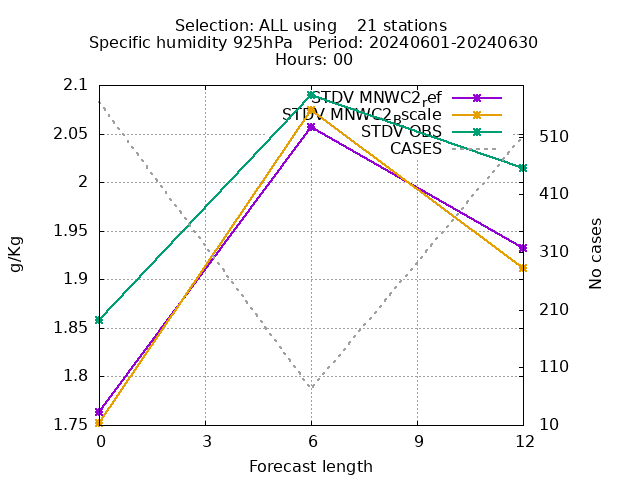 Selection: ALL using    21 stations
Specific humidity 925hPa   Period: 20240601-20240630
Hours: 00
STDV MNWC2_ref
STDV MNWC2_Bscale
STDV OBS
CASES
2.1
2.05
2
1.95
1.9
1.85
1.8
1.75
g/Kg
510
410
310
210
110
10
No cases
0 3 6 9 12
Forecast length